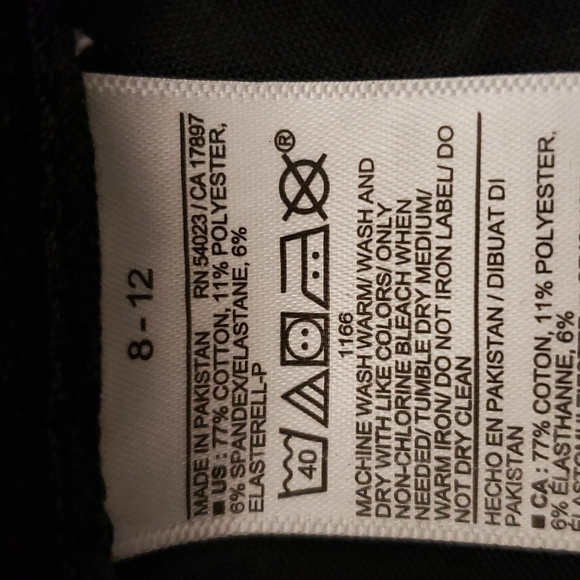 8 - 12
MADE IN PAKISTAN RN 54023 / CA 17897
■ US : 77% COTTON, 11% POLYESTER,
6% SPANDEX/ELASTANE, 6%
ELASTERELL-P
40
®
1166
MACHINE WASH WARM/ WASH AND
DRY WITH LIKE COLORS/ ONLY
NON-CHLORINE BLEACH WHEN
NEEDED/ TUMBLE DRY MEDIUM/
WARM IRON/ DO NOT IRON LABEL/ DO
NOT DRY CLEAN
HECHO EN PAKISTAN / DIBUAT DI
PAKISTAN
■ CA : 77% COTON, 11% POLYESTER,
6% ÉLASTHANNE, 6%